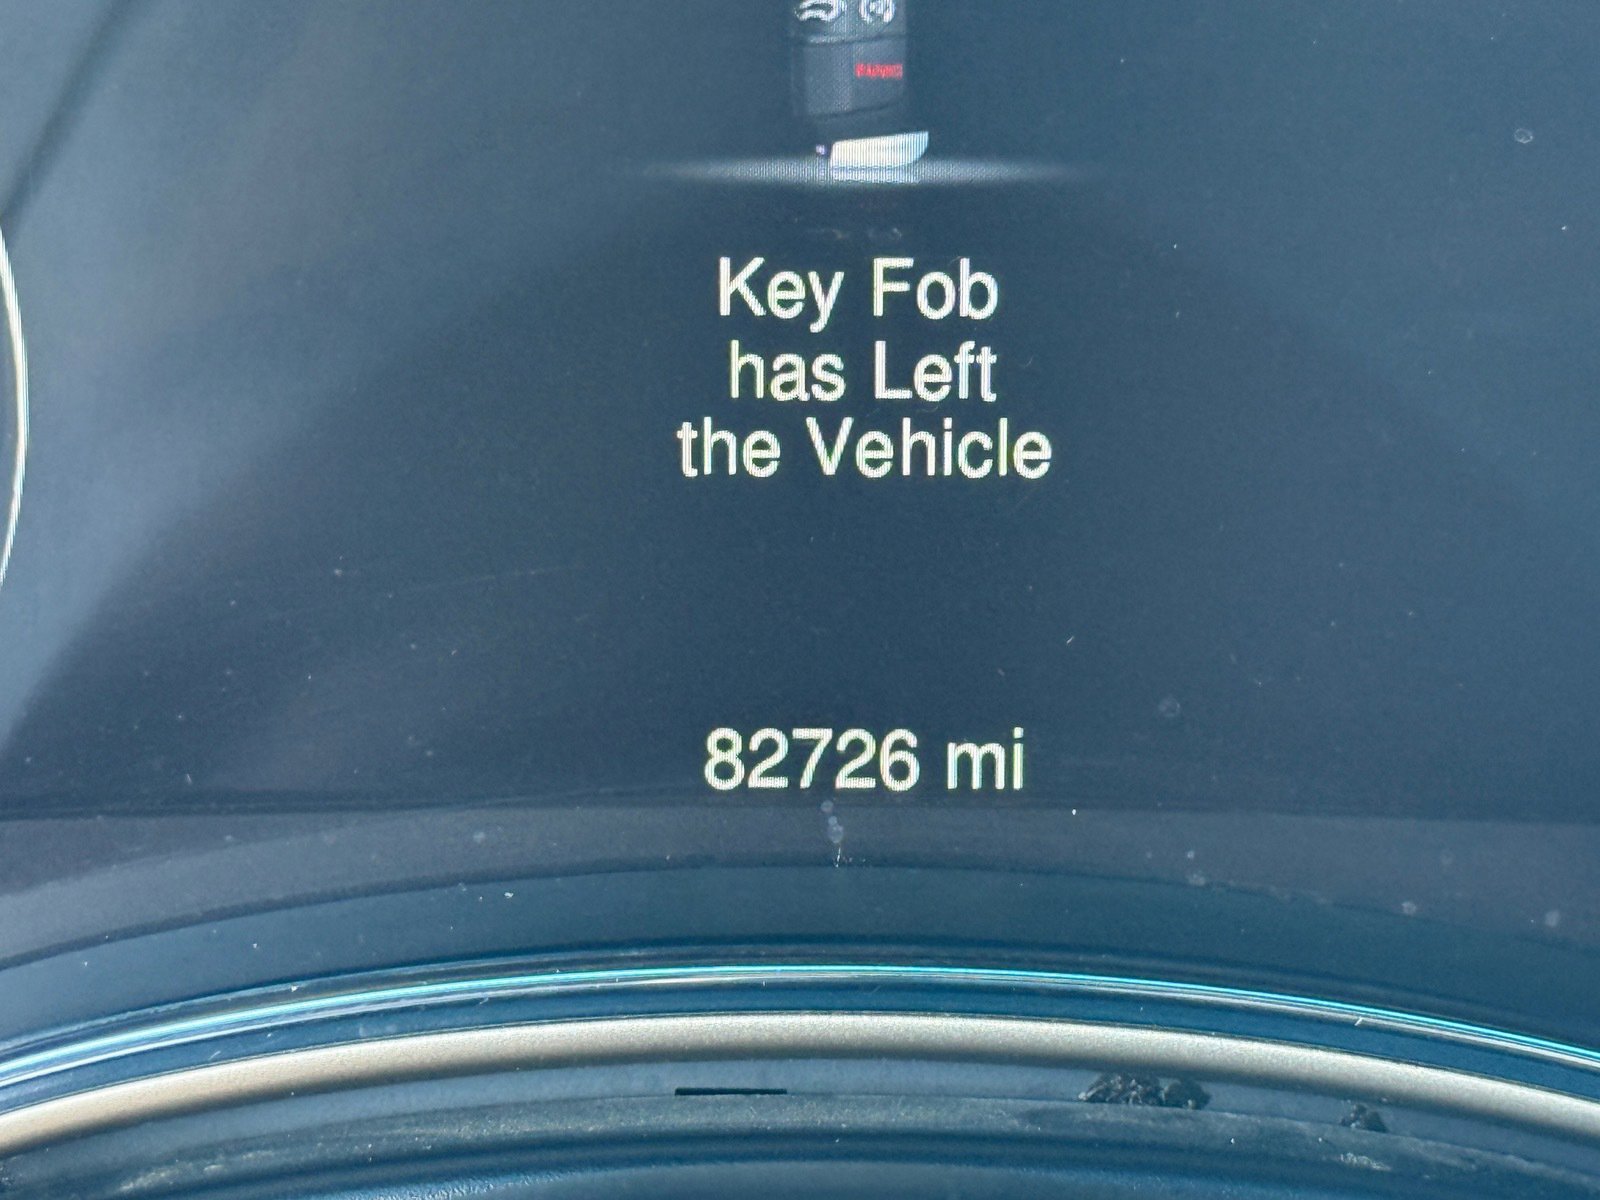 Key Fob
has Left
the Vehicle
82726 mi